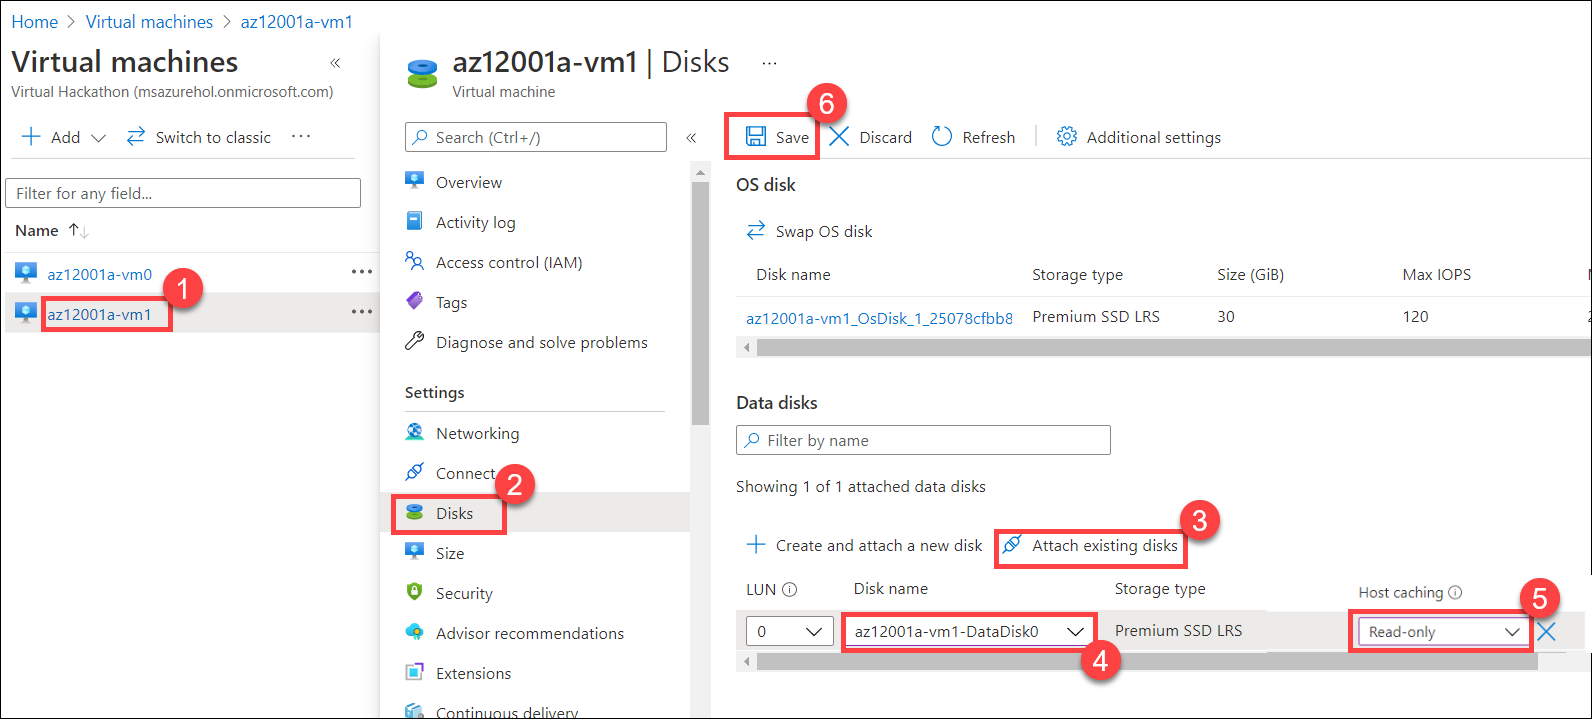 Home > Virtual machines > az12001a-vm1
Virtual machines «
Virtual Hackathon (msazurehol.onmicrosoft.com)
+ Add Switch to classic ...
Filter for any field...
Name ↑↓
az12001a-vm0 ...
1
az12001a-vm1 ...
az12001a-vm1 | Disks ...
Virtual machine
Search (Ctrl+/) «
Overview
Activity log
Access control (IAM)
Tags
Diagnose and solve problems
Settings
Networking
Connect
2
Disks
Size
Security
Advisor recommendations
Extensions
Continuous delivery
6
Save Discard Refresh Additional settings
OS disk
Swap OS disk
Disk name Storage type Size (GiB) Max IOPS
az12001a-vm1_OsDisk_1_25078cfbb8 Premium SSD LRS 30 120
Data disks
Filter by name
Showing 1 of 1 attached data disks
3
+ Create and attach a new disk Attach existing disks
LUN Disk name Storage type Host caching
5
0 az12001a-vm1-DataDisk0 Premium SSD LRS Read-only
4